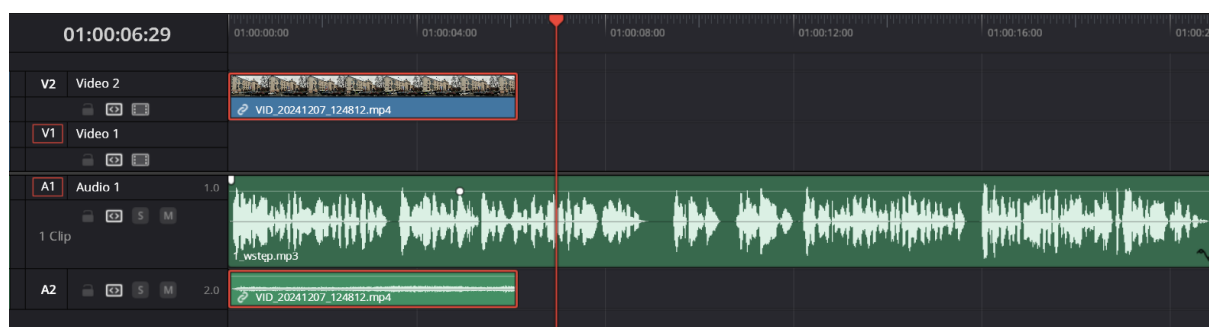 01:00:06:29
01:00:00:00 01:00:04:00 01:00:08:00 01:00:12:00 01:00:16:00
V2 Video 2
VID_20241207_124812.mp4
V1 Video 1
A1 Audio 1 1.0
S M
1 Clip
1_wstęp.mp3
A2 S M 2.0
VID_20241207_124812.mp4